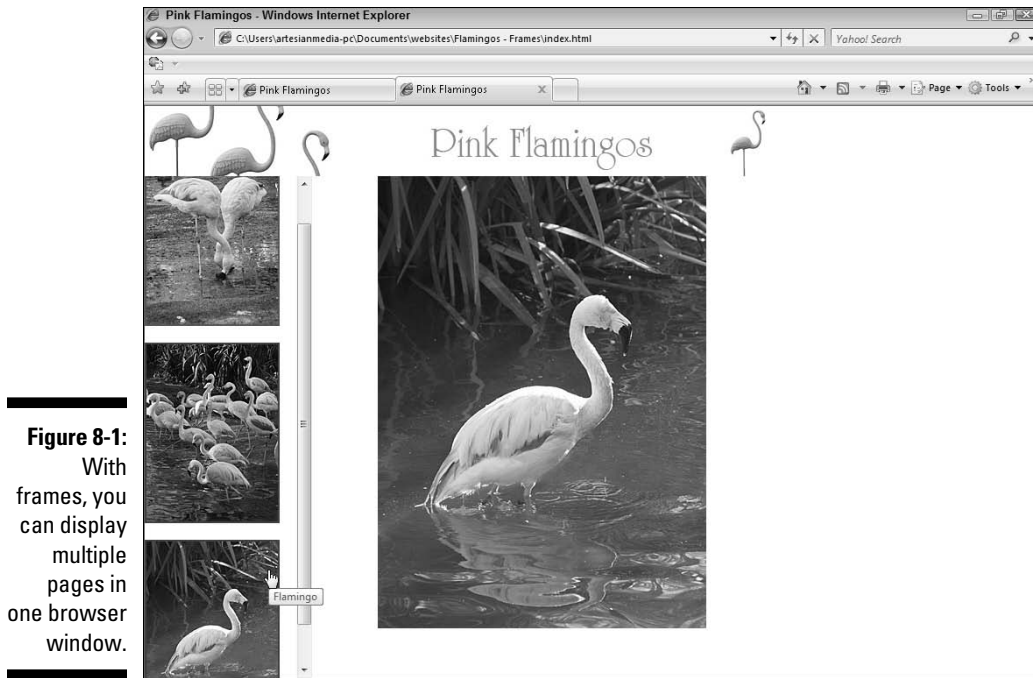 Pink Flamingos - Windows Internet Explorer
C:\Users\artesianmedia-pc\Documents\websites\Flamingos - Frames\index.html
Yahoo! Search
Pink Flamingos
Pink Flamingos
Page
Tools
Pink Flamingos
Flamingo
Figure 8-1:
With
frames, you
can display
multiple
pages in
one browser
window.